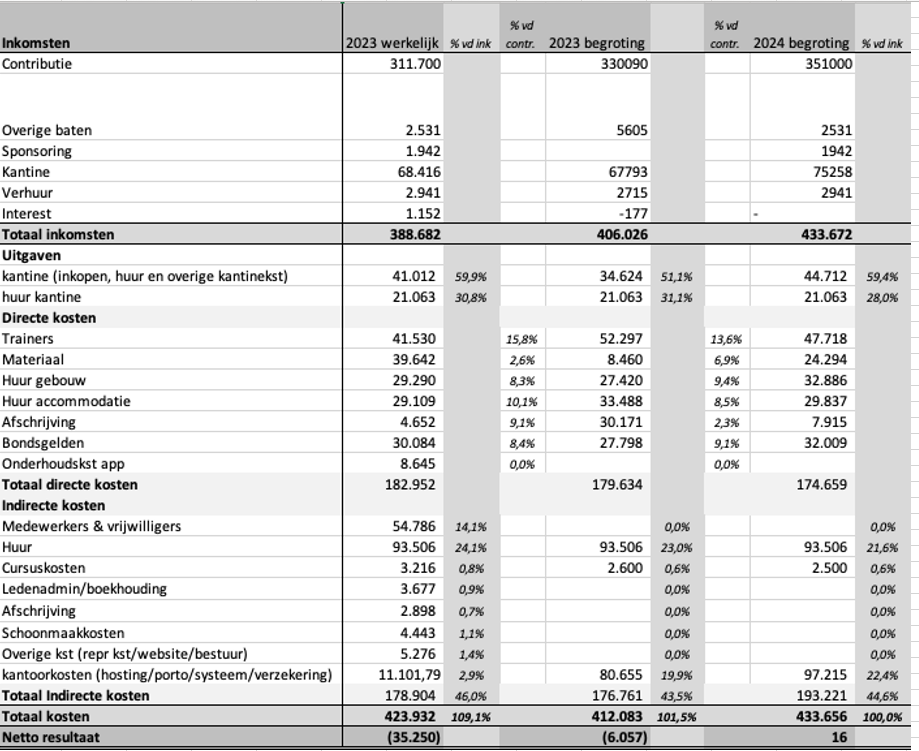 Inkomsten 2023 werkelijk % vd ink % vd contr. 2023 begroting % vd contr. 2024 begroting % vd ink
Contributie 311.700 330090 351000
Overige baten 2.531 5605 2531
Sponsoring 1.942 1942
Kantine 68.416 67793 75258
Verhuur 2.941 2715 2941
Interest 1.152 -177 -
Totaal inkomsten 388.682 406.026 433.672
Uitgaven
kantine (inkopen, huur en overige kantinekst) 41.012 59,9% 34.624 51,1% 44.712 59,4%
huur kantine 21.063 30,8% 21.063 31,1% 21.063 28,0%
Directe kosten
Trainers 41.530 15,8% 52.297 13,6% 47.718
Materiaal 39.642 2,6% 8.460 6,9% 24.294
Huur gebouw 29.290 8,3% 27.420 9,4% 32.886
Huur accommodatie 29.109 10,1% 33.488 8,5% 29.837
Afschrijving 4.652 9,1% 30.171 2,3% 7.915
Bondsgelden 30.084 8,4% 27.798 9,1% 32.009
Onderhoudskst app 8.645 0,0% 0,0%
Totaal directe kosten 182.952 179.634 174.659
Indirecte kosten
Medewerkers & vrijwilligers 54.786 14,1% 0,0% 0,0%
Huur 93.506 24,1% 93.506 23,0% 93.506 21,6%
Cursuskosten 3.216 0,8% 2.600 0,6% 2.500 0,6%
Ledenadmin/boekhouding 3.677 0,9% 0,0% 0,0%
Afschrijving 2.898 0,7% 0,0% 0,0%
Schoonmaakkosten 4.443 1,1% 0,0% 0,0%
Overige kst (repr kst/website/bestuur) 5.276 1,4% 0,0% 0,0%
kantoorkosten (hosting/porto/systeem/verzekering) 11.101,79 2,9% 80.655 19,9% 97.215 22,4%
Totaal Indirecte kosten 178.904 46,0% 176.761 43,5% 193.221 44,6%
Totaal kosten 423.932 109,1% 412.083 101,5% 433.656 100,0%
Netto resultaat (35.250) (6.057) 16